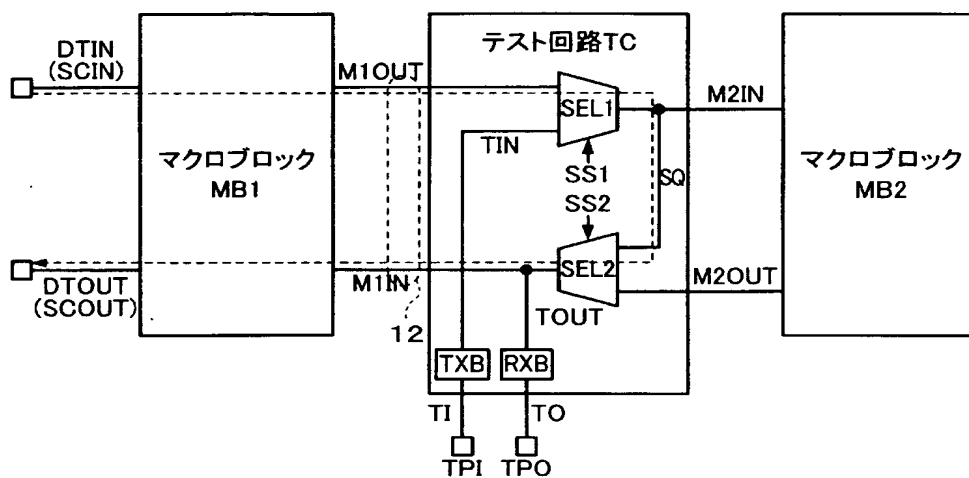 テスト回路TC
DTIN
(SCIN)
M1OUT
SEL1
M2IN
TIN
マクロブロック
MB1
SS1
SS2
SQ
マクロブロック
MB2
SEL2
DTOUT
(SCOUT)
M1IN
M2OUT
TOUT
12
TXB
RXB
TI
TO
TPI
TPO